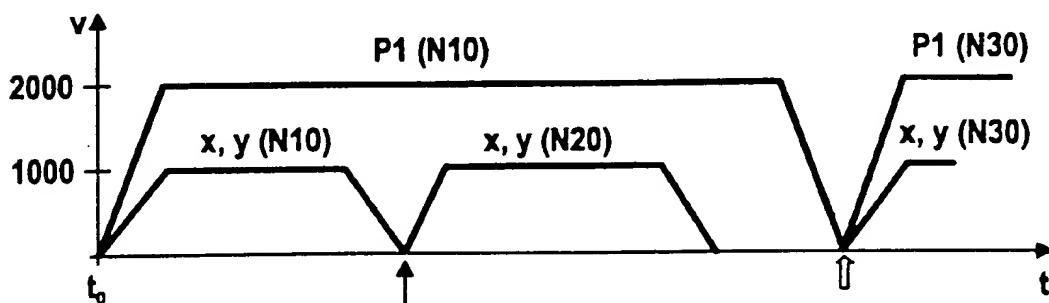 v
P1 (N10)
P1 (N30)
2000
x, y (N10)
x, y (N20)
x, y (N30)
1000
t₀
t